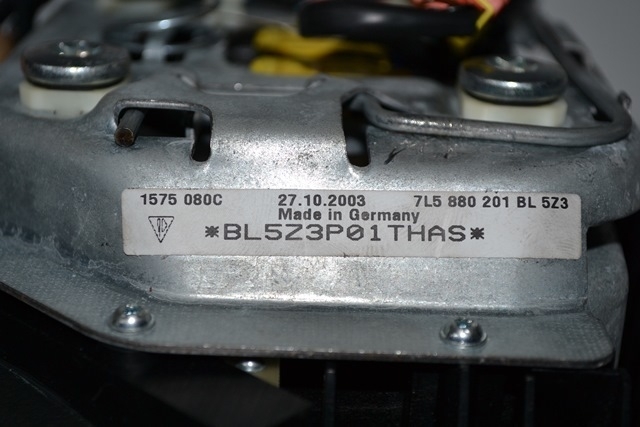 1575 080C 27.10.2003 7L5 880 201 BL 5Z3
Made in Germany
*BL5Z3P01THAS*